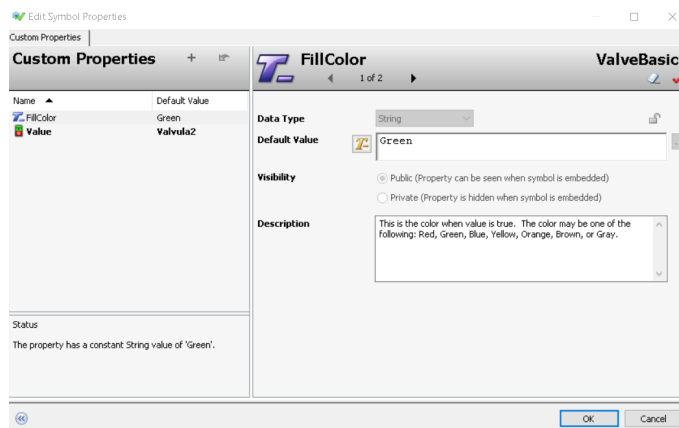 Edit Symbol Properties
Custom Properties
Custom Properties
Name
Default Value
FillColor
Green
Value
Valvula2
Status
The property has a constant String value of 'Green'.
FillColor
ValveBasic
1 of 2
Data Type
String
Default Value
Green
Visibility
Public (Property can be seen when symbol is embedded)
Private (Property is hidden when symbol is embedded)
Description
This is the color when value is true. The color may be one of the
following: Red, Green, Blue, Yellow, Orange, Brown, or Gray.
OK
Cancel